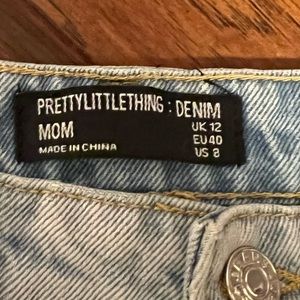 PRETTYLITTLETHING : DENIM
MOM
UK 12
EU 40
US 8
MADE IN CHINA